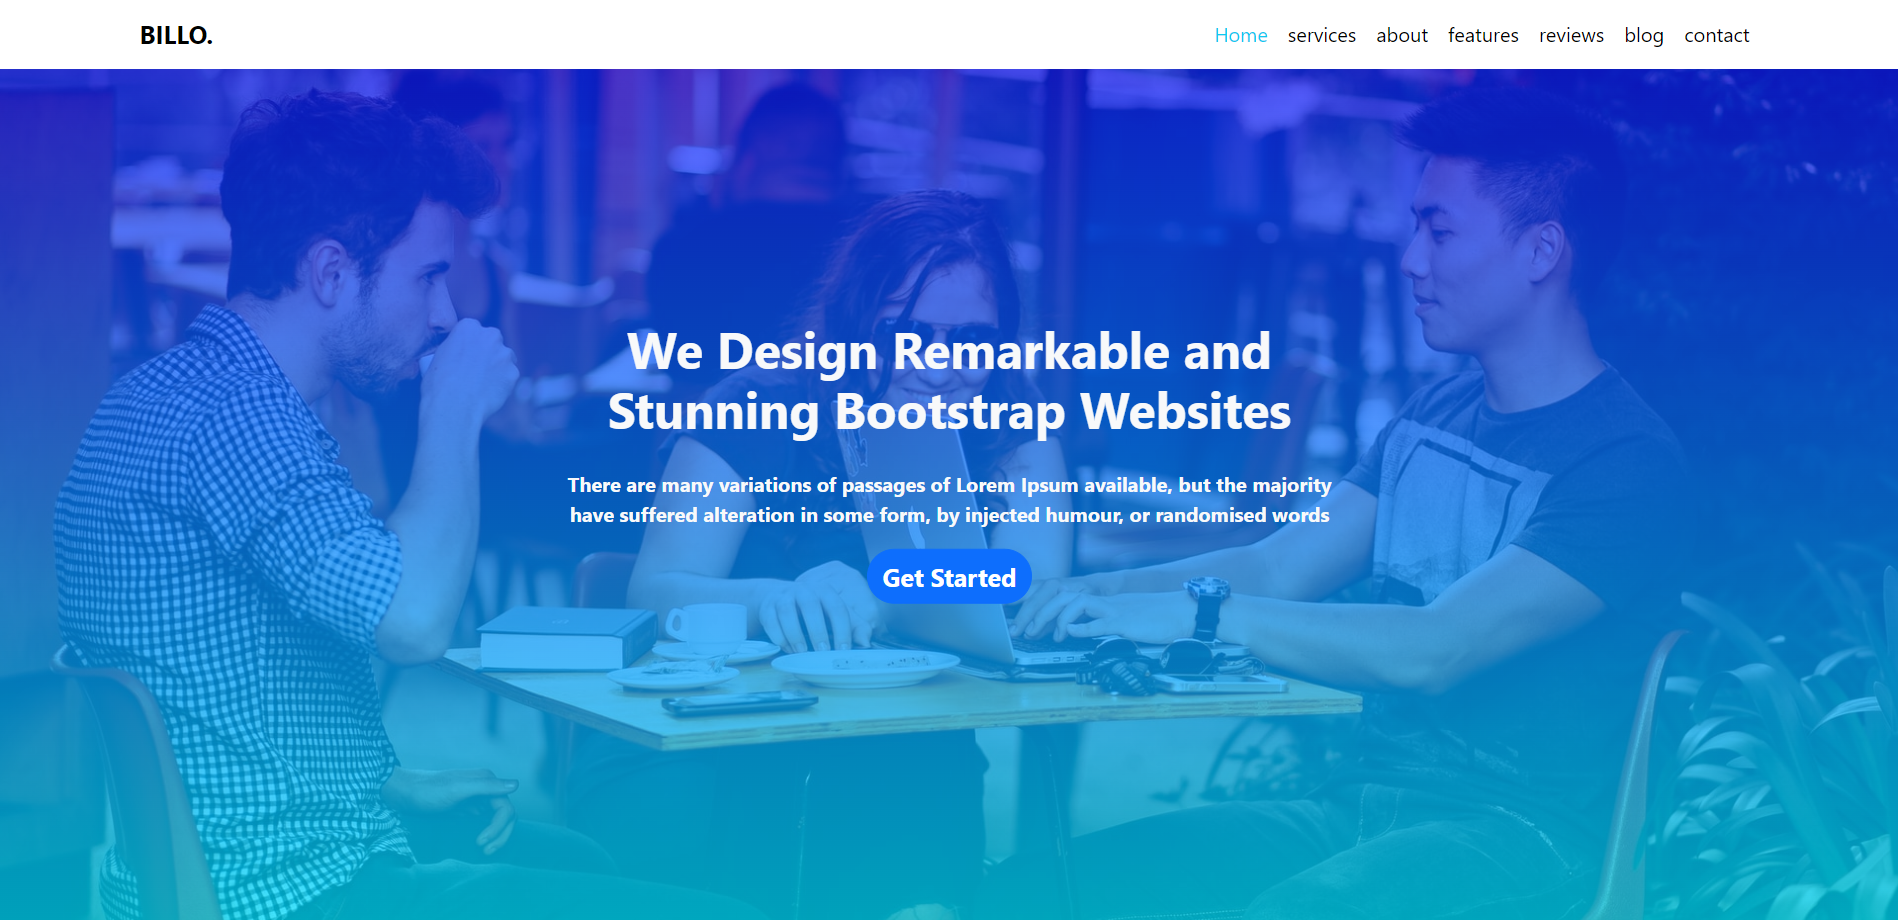 BILLO.
Home services about features reviews blog contact
We Design Remarkable and
Stunning Bootstrap Websites
There are many variations of passages of Lorem Ipsum available, but the majority
have suffered alteration in some form, by injected humour, or randomised words
Get Started